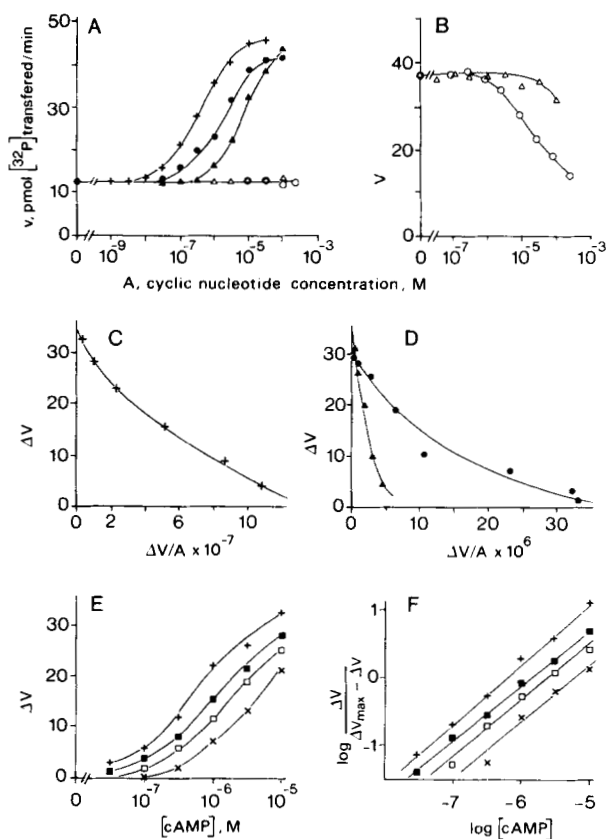 A
v, pmol [³²P] transferred/min
50
30
10
0
0 10⁻⁹ 10⁻⁷ 10⁻⁵ 10⁻³
B
V
60
40
20
0
0 10⁻⁷ 10⁻⁵ 10⁻³
A, cyclic nucleotide concentration, M
C
ΔV
30
20
10
0
0 2 6 10
ΔV/A × 10⁻⁷
D
ΔV
30
20
10
0
0 10 20 30
ΔV/A × 10⁶
E
ΔV
30
20
10
0
0 10⁻⁷ 10⁻⁶ 10⁻⁵
[cAMP], M
F
log ΔV
ΔVmax - ΔV
1
0
-1
-7 -6 -5
log [cAMP]